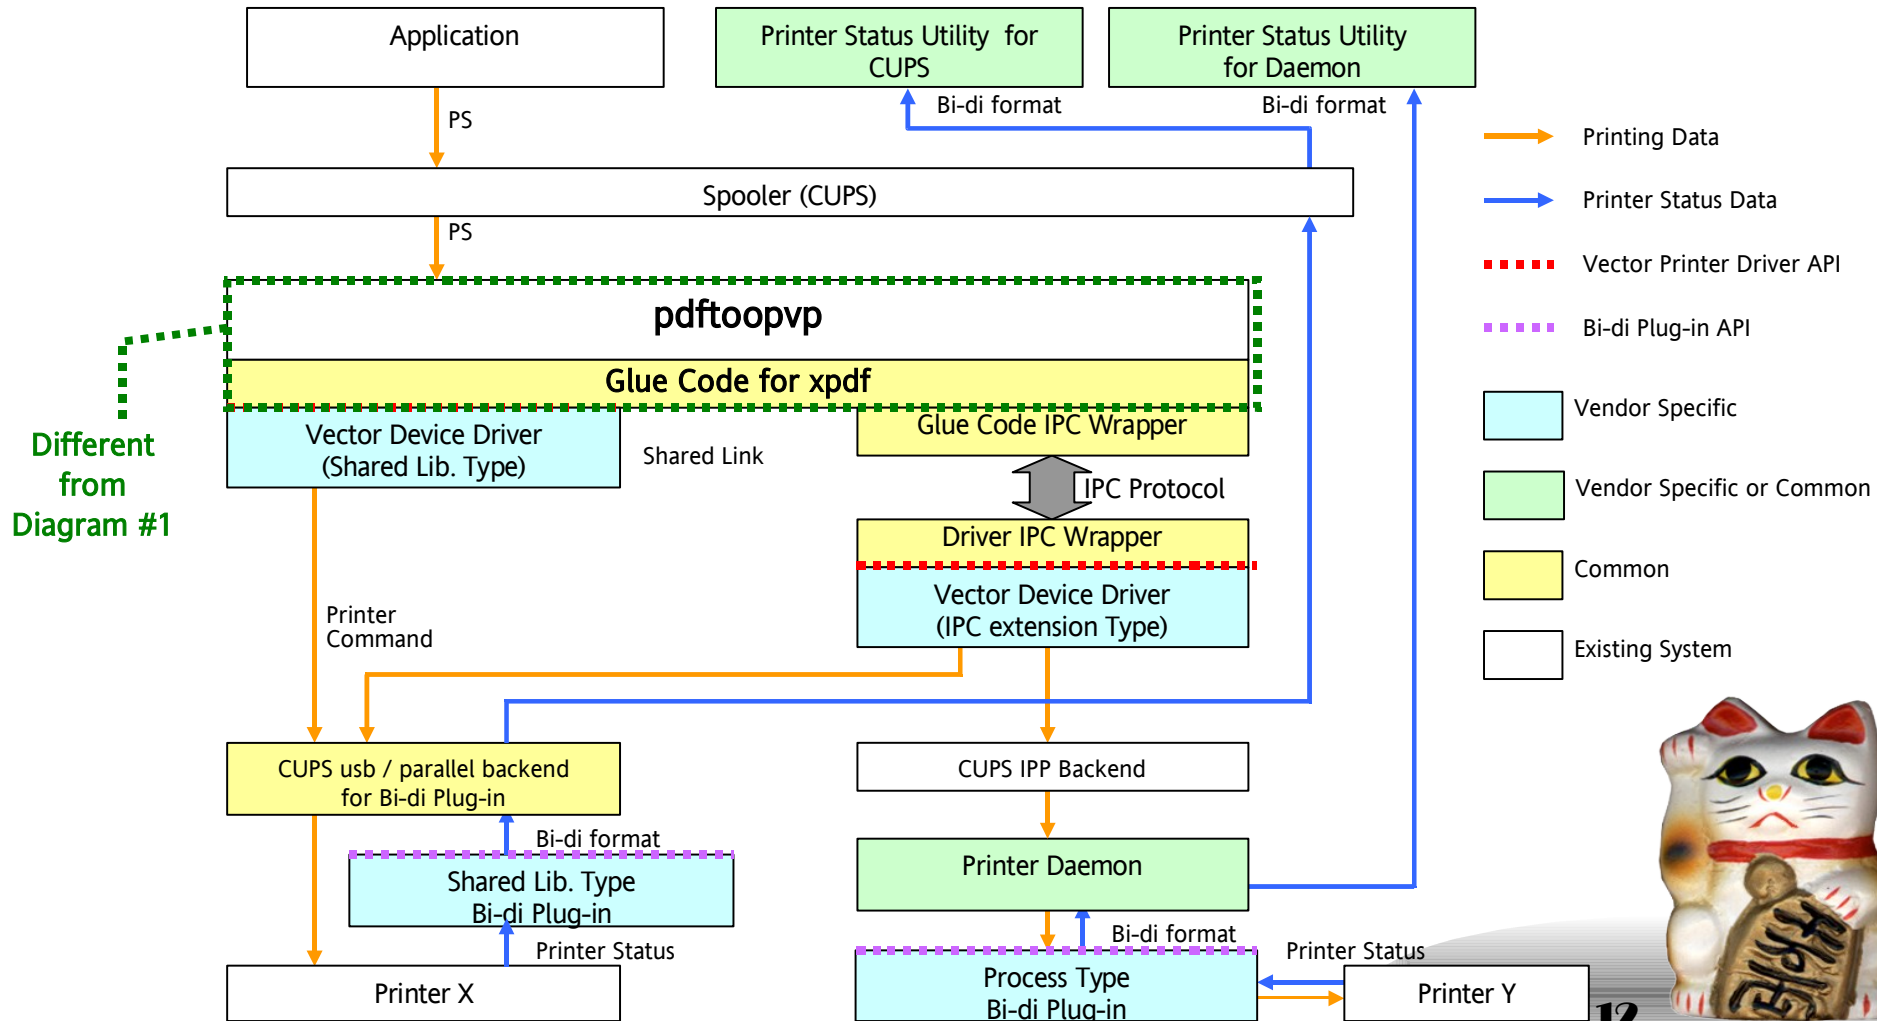 Application
Printer Status Utility for
CUPS
Printer Status Utility
for Daemon
Bi-di format
Bi-di format
PS
Spooler (CUPS)
PS
pdftoopvp
Glue Code for xpdf
Different
from
Diagram #1
Vector Device Driver
(Shared Lib. Type)
Shared Link
Glue Code IPC Wrapper
IPC Protocol
Driver IPC Wrapper
Vector Device Driver
(IPC extension Type)
Printer
Command
CUPS usb / parallel backend
for Bi-di Plug-in
CUPS IPP Backend
Bi-di format
Shared Lib. Type
Bi-di Plug-in
Printer Status
Printer X
Printer Daemon
Bi-di format
Process Type
Bi-di Plug-in
Printer Status
Printer Y
Printing Data
Printer Status Data
Vector Printer Driver API
Bi-di Plug-in API
Vendor Specific
Vendor Specific or Common
Common
Existing System
12